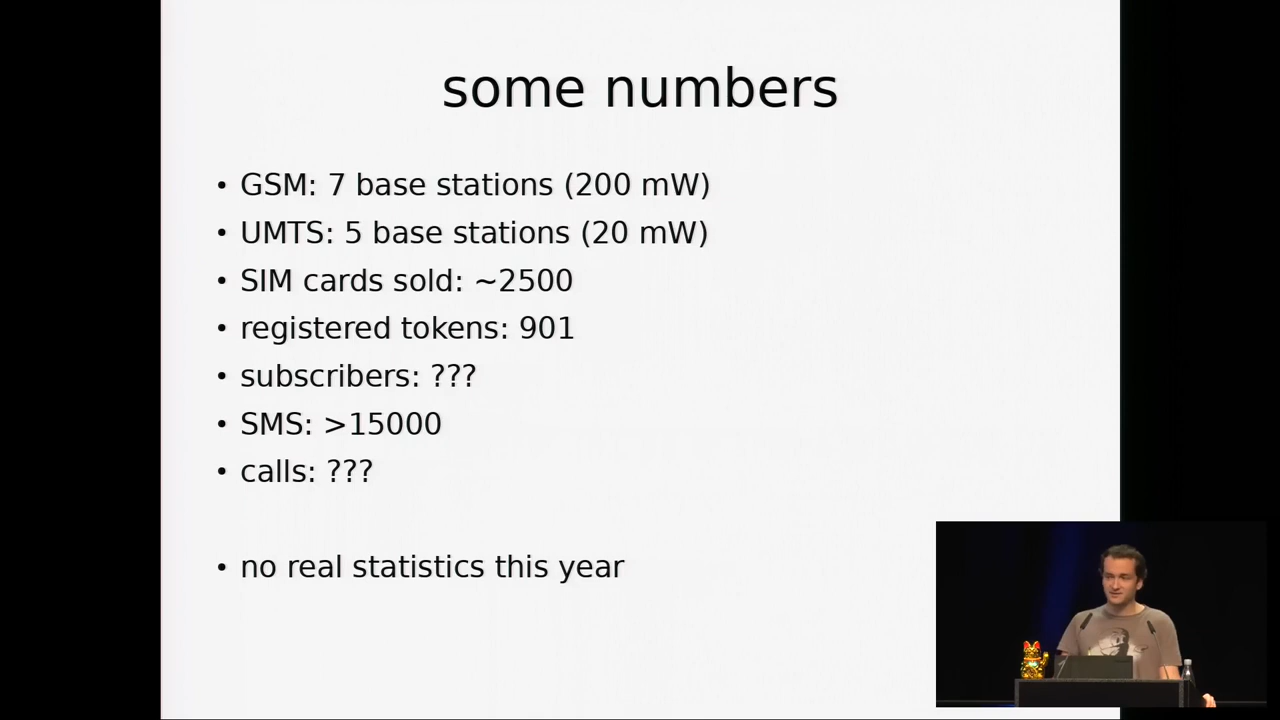 some numbers
• GSM: 7 base stations (200 mW)
• UMTS: 5 base stations (20 mW)
• SIM cards sold: ~2500
• registered tokens: 901
• subscribers: ???
• SMS: >15000
• calls: ???
• no real statistics this year